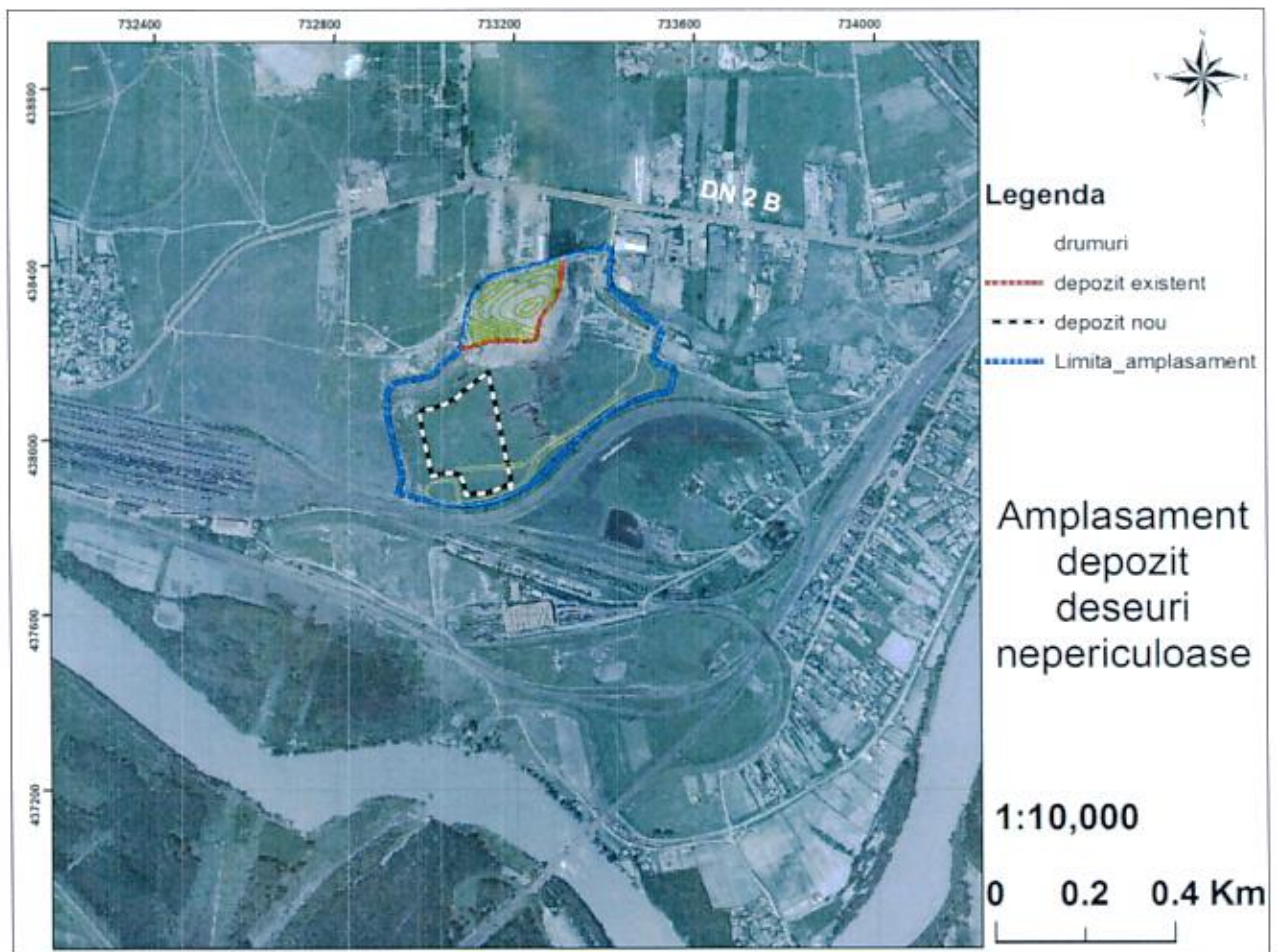 732400 732800 733200 733600 734000
438800
438400
438000
437600
437200
DN 2 B
N
E
S
Legenda
drumuri
depozit existent
depozit nou
Limita_amplasament
Amplasament
depozit
deseuri
nepericuloase
1:10,000
0 0.2 0.4 Km